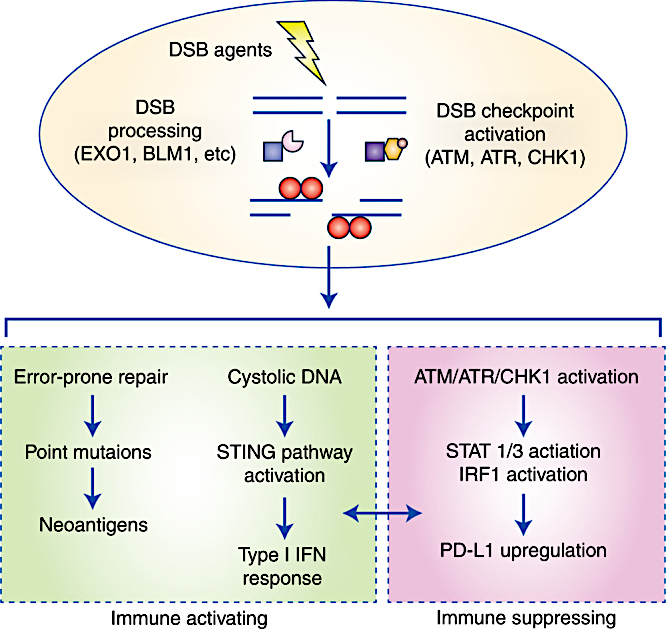 DSB agents
DSB
processing
(EXO1, BLM1, etc)
DSB checkpoint
activation
(ATM, ATR, CHK1)
Error-prone repair
Point mutaions
Neoantigens
Cystolic DNA
STING pathway
activation
Type I IFN
response
ATM/ATR/CHK1 activation
STAT 1/3 actiation
IRF1 activation
PD-L1 upregulation
Immune activating
Immune suppressing